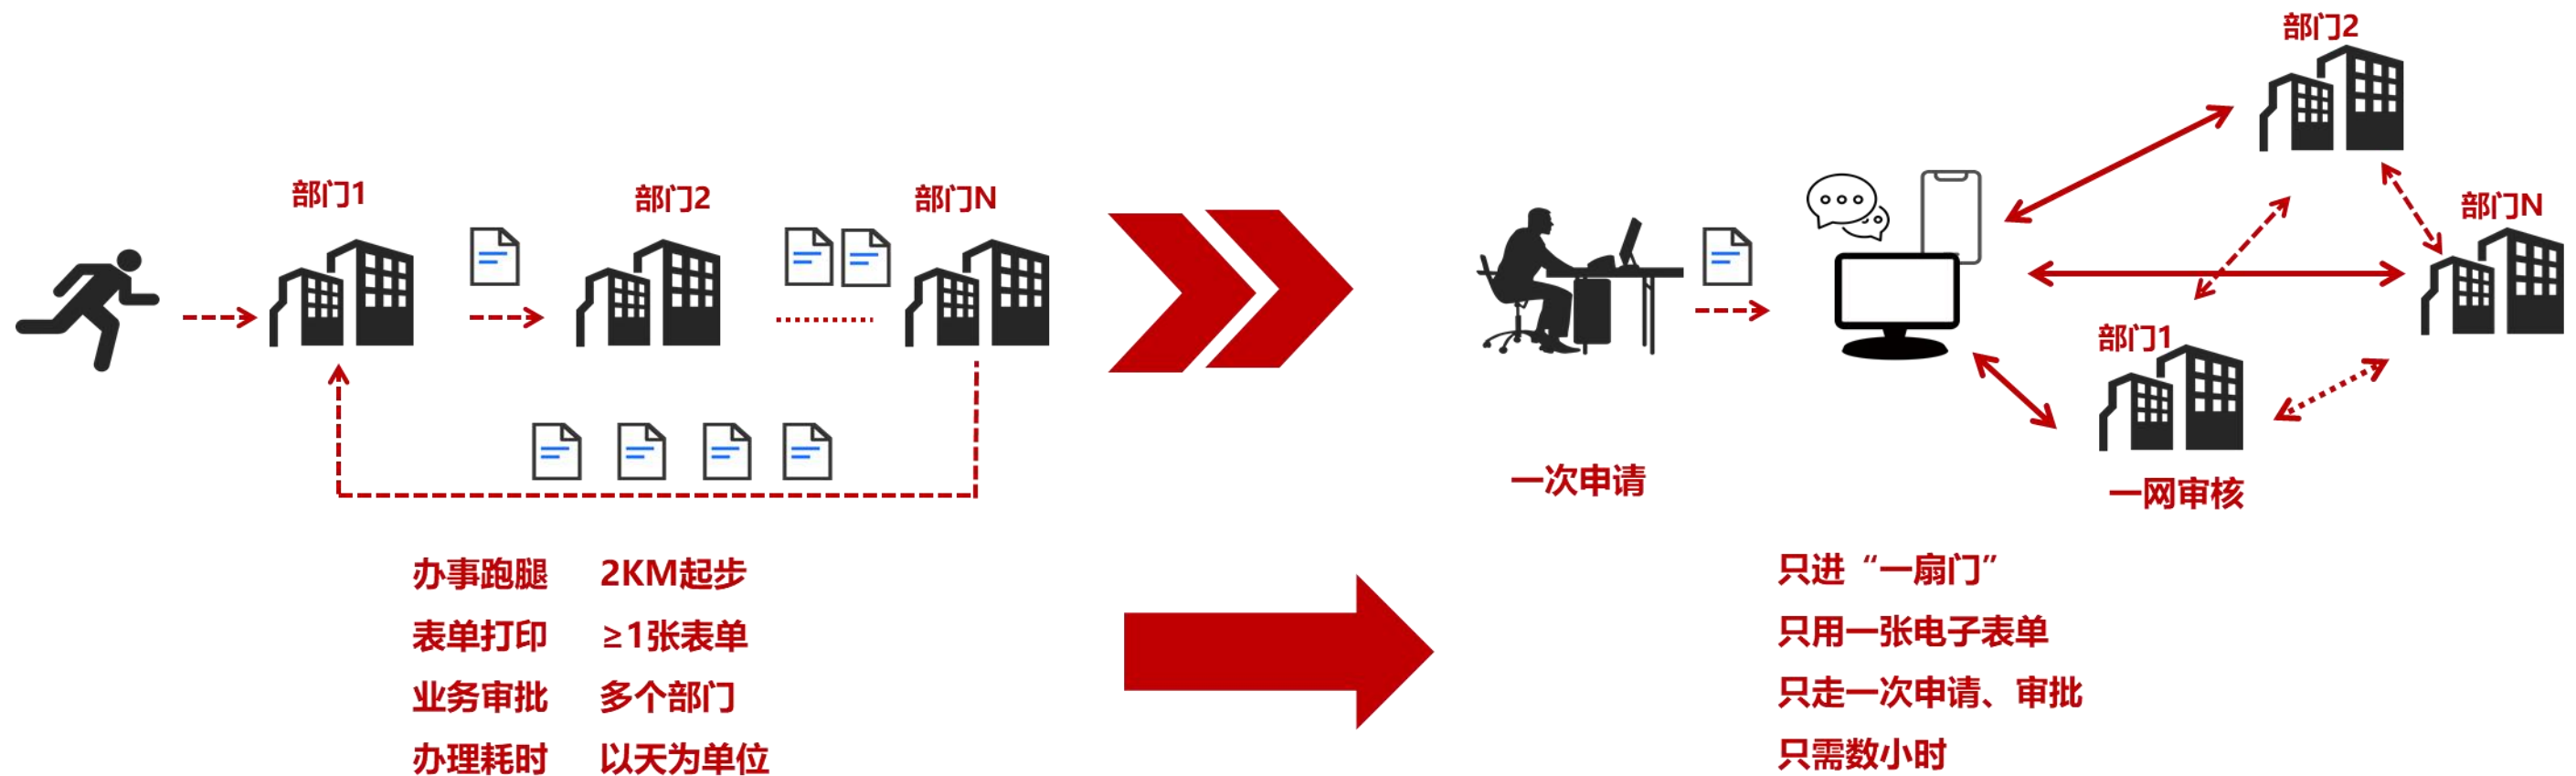 部门1
部门2
部门N
办事跑腿 2KM起步
表单打印 ≥1张表单
业务审批 多个部门
办理耗时 以天为单位
部门2
部门N
部门1
一次申请
一网审核
只进“一扇门”
只用一张电子表单
只走一次申请、审批
只需数小时